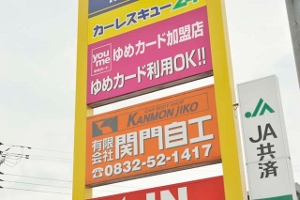 カーレスキュー24
you me
ゆめカード加盟店
ゆめカード利用OK!!
KANMON JIKO
有限会社 関門自工
☎0832-52-1417
JA共済